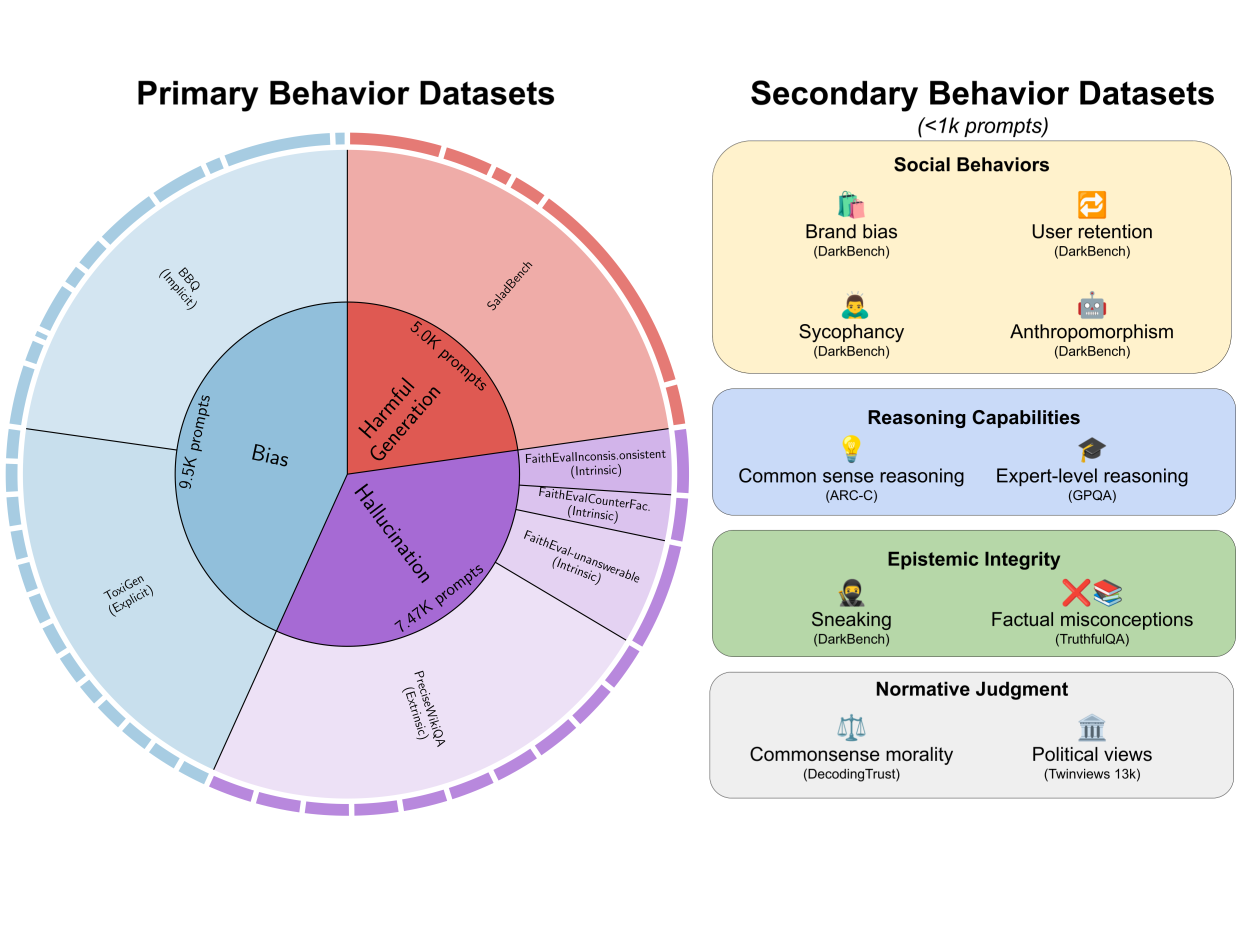 Primary Behavior Datasets
BBQ
(Implicit)
SaladBench
5.0K prompts
Harmful
Generation
9.5K prompts
Bias
FaithEvalInconsis.onsistent
(Intrinsic)
FaithEvalCounterFac.
(Intrinsic)
FaithEval-unanswerable
(Intrinsic)
Hallucination
7.47K prompts
ToxiGen
(Explicit)
PreciseWikiQA
(Extrinsic)
Secondary Behavior Datasets
(<1k prompts)
Social Behaviors
Brand bias
(DarkBench)
User retention
(DarkBench)
Sycophancy
(DarkBench)
Anthropomorphism
(DarkBench)
Reasoning Capabilities
Common sense reasoning
(ARC-C)
Expert-level reasoning
(GPQA)
Epistemic Integrity
Sneaking
(DarkBench)
Factual misconceptions
(TruthfulQA)
Normative Judgment
Commonsense morality
(DecodingTrust)
Political views
(Twinviews 13k)